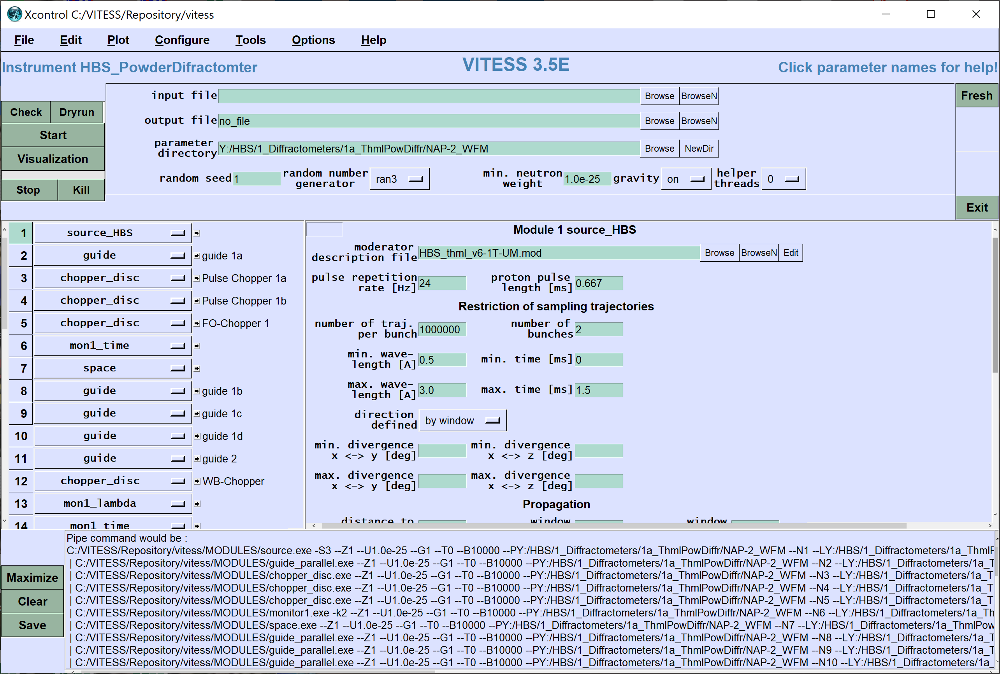 Xcontrol C:/VITESS/Repository/vitess
File Edit Plot Configure Tools Options Help
Instrument HBS_PowderDifractomter VITESS 3.5E Click parameter names for help!
input file Browse BrowseN Fresh
Check Dryrun
output file no_file Browse BrowseN
Start
parameter directory Y:/HBS/1_Diffractometers/1a_ThmlPowDiffr/NAP-2_WFM Browse NewDir
Visualization
random seed 1 random number generator ran3 min. neutron weight 1.0e-25 gravity on helper threads 0
Stop Kill
Exit
1 source_HBS
2 guide guide 1a
3 chopper_disc Pulse Chopper 1a
4 chopper_disc Pulse Chopper 1b
5 chopper_disc FO-Chopper 1
6 mon1_time
7 space
8 guide guide 1b
9 guide guide 1c
10 guide guide 1d
11 guide guide 2
12 chopper_disc WB-Chopper
13 mon1_lambda
14 mon1_time
Module 1 source_HBS
moderator description file HBS_thml_v6-1T-UM.mod Browse BrowseN Edit
pulse repetition rate [Hz] 24 proton pulse length [ms] 0.667
Restriction of sampling trajectories
number of traj. per bunch 1000000 number of bunches 2
min. wave-length [A] 0.5 min. time [ms] 0
max. wave-length [A] 3.0 max. time [ms] 1.5
direction defined by window
min. divergence x <-> y [deg] min. divergence x <-> z [deg]
max. divergence x <-> y [deg] max. divergence x <-> z [deg]
Propagation
distance to window window
Maximize
Clear
Save
Pipe command would be :
C:/VITESS/Repository/vitess/MODULES/source.exe -S3 --Z1 --U1.0e-25 --G1 --T0 --B10000 --PY:/HBS/1_Diffractometers/1a_ThmlPowDiffr/NAP-2_WFM --N1 --LY:/HBS/1_Diffractometers/1a_ThmlF
| C:/VITESS/Repository/vitess/MODULES/guide_parallel.exe --Z1 --U1.0e-25 --G1 --T0 --B10000 --PY:/HBS/1_Diffractometers/1a_ThmlPowDiffr/NAP-2_WFM --N2 --LY:/HBS/1_Diffractometers/1a_T
| C:/VITESS/Repository/vitess/MODULES/chopper_disc.exe --Z1 --U1.0e-25 --G1 --T0 --B10000 --PY:/HBS/1_Diffractometers/1a_ThmlPowDiffr/NAP-2_WFM --N3 --LY:/HBS/1_Diffractometers/1a_T
| C:/VITESS/Repository/vitess/MODULES/chopper_disc.exe --Z1 --U1.0e-25 --G1 --T0 --B10000 --PY:/HBS/1_Diffractometers/1a_ThmlPowDiffr/NAP-2_WFM --N4 --LY:/HBS/1_Diffractometers/1a_T
| C:/VITESS/Repository/vitess/MODULES/chopper_disc.exe --Z1 --U1.0e-25 --G1 --T0 --B10000 --PY:/HBS/1_Diffractometers/1a_ThmlPowDiffr/NAP-2_WFM --N5 --LY:/HBS/1_Diffractometers/1a_T
| C:/VITESS/Repository/vitess/MODULES/monitor1.exe -k2 --Z1 --U1.0e-25 --G1 --T0 --B10000 --PY:/HBS/1_Diffractometers/1a_ThmlPowDiffr/NAP-2_WFM --N6 --LY:/HBS/1_Diffractometers/1a_Th
| C:/VITESS/Repository/vitess/MODULES/space.exe --Z1 --U1.0e-25 --G1 --T0 --B10000 --PY:/HBS/1_Diffractometers/1a_ThmlPowDiffr/NAP-2_WFM --N7 --LY:/HBS/1_Diffractometers/1a_ThmlPow
| C:/VITESS/Repository/vitess/MODULES/guide_parallel.exe --Z1 --U1.0e-25 --G1 --T0 --B10000 --PY:/HBS/1_Diffractometers/1a_ThmlPowDiffr/NAP-2_WFM --N8 --LY:/HBS/1_Diffractometers/1a_T
| C:/VITESS/Repository/vitess/MODULES/guide_parallel.exe --Z1 --U1.0e-25 --G1 --T0 --B10000 --PY:/HBS/1_Diffractometers/1a_ThmlPowDiffr/NAP-2_WFM --N9 --LY:/HBS/1_Diffractometers/1a_T
| C:/VITESS/Repository/vitess/MODULES/guide_parallel.exe --Z1 --U1.0e-25 --G1 --T0 --B10000 --PY:/HBS/1_Diffractometers/1a_ThmlPowDiffr/NAP-2_WFM --N10 --LY:/HBS/1_Diffractometers/1a_